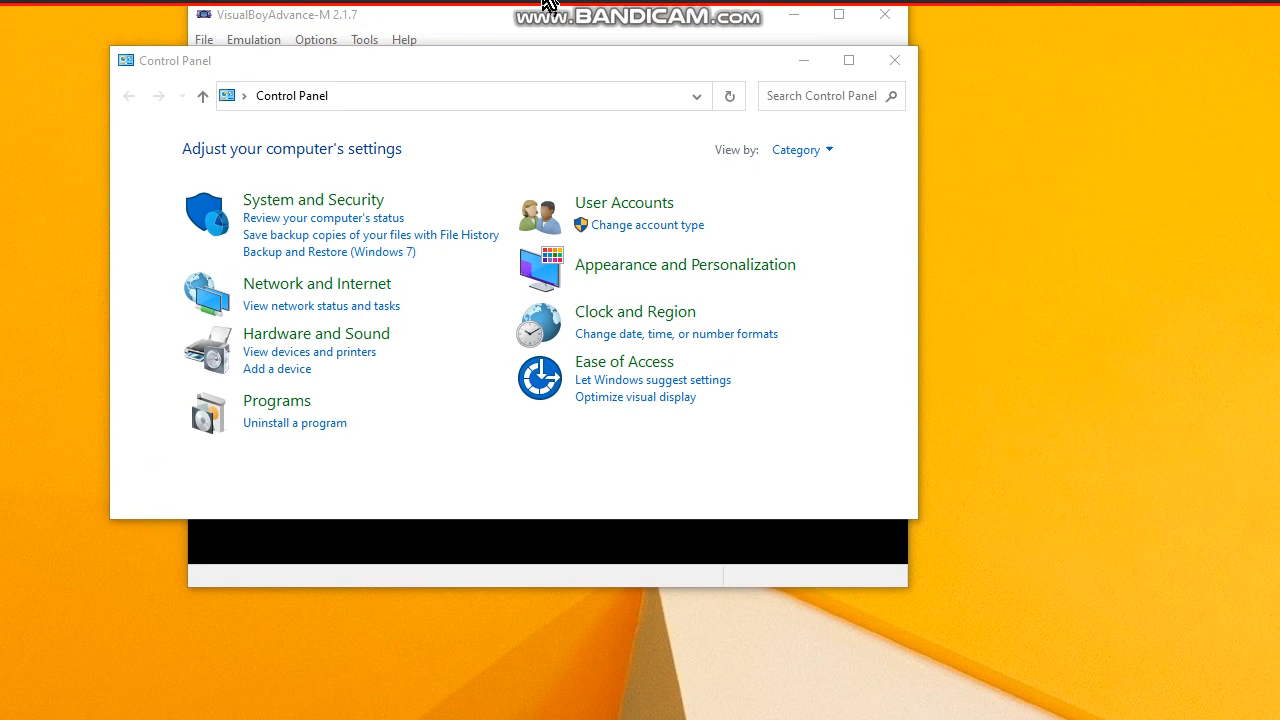 VisualBoyAdvance-M 2.1.7
www.BANDICAM.com
File Emulation Options Tools Help
Control Panel
Control Panel
Search Control Panel
Adjust your computer's settings
View by: Category
System and Security
Review your computer's status
Save backup copies of your files with File History
Backup and Restore (Windows 7)
Network and Internet
View network status and tasks
Hardware and Sound
View devices and printers
Add a device
Programs
Uninstall a program
User Accounts
Change account type
Appearance and Personalization
Clock and Region
Change date, time, or number formats
Ease of Access
Let Windows suggest settings
Optimize visual display